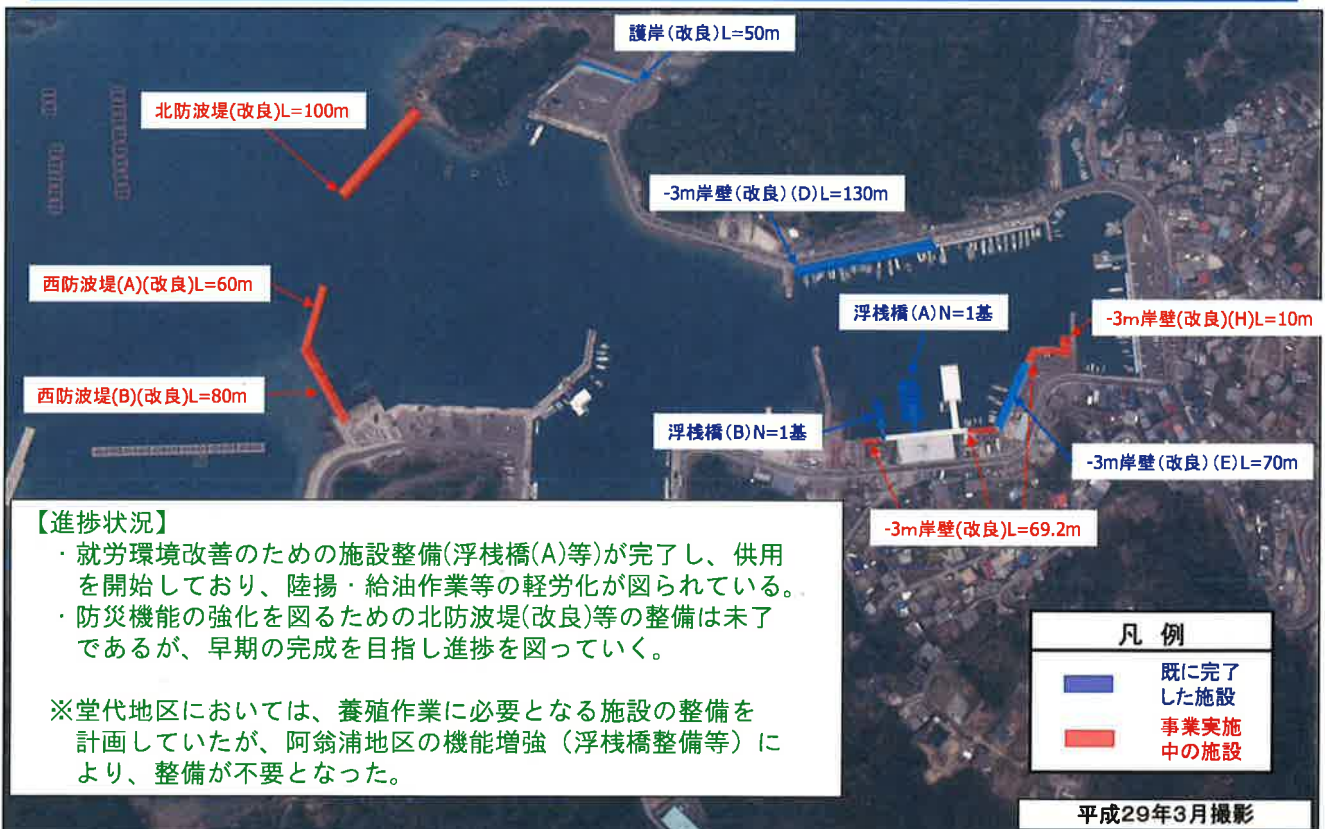 護岸(改良)L=50m
北防波堤(改良)L=100m
-3m岸壁(改良)(D)L=130m
西防波堤(A)(改良)L=60m
浮桟橋(A)N=1基
-3m岸壁(改良)(H)L=10m
西防波堤(B)(改良)L=80m
浮桟橋(B)N=1基
-3m岸壁(改良)(E)L=70m
-3m岸壁(改良)L=69.2m
【進捗状況】
・就労環境改善のための施設整備(浮桟橋(A)等)が完了し、供用
を開始しており、陸揚・給油作業等の軽労化が図られている。
・防災機能の強化を図るための北防波堤(改良)等の整備は未了
であるが、早期の完成を目指し進捗を図っていく。
※堂代地区においては、養殖作業に必要となる施設の整備を
計画していたが、阿翁浦地区の機能増強（浮桟橋整備等）に
より、整備が不要となった。
凡 例
既に完了
した施設
事業実施
中の施設
平成29年3月撮影